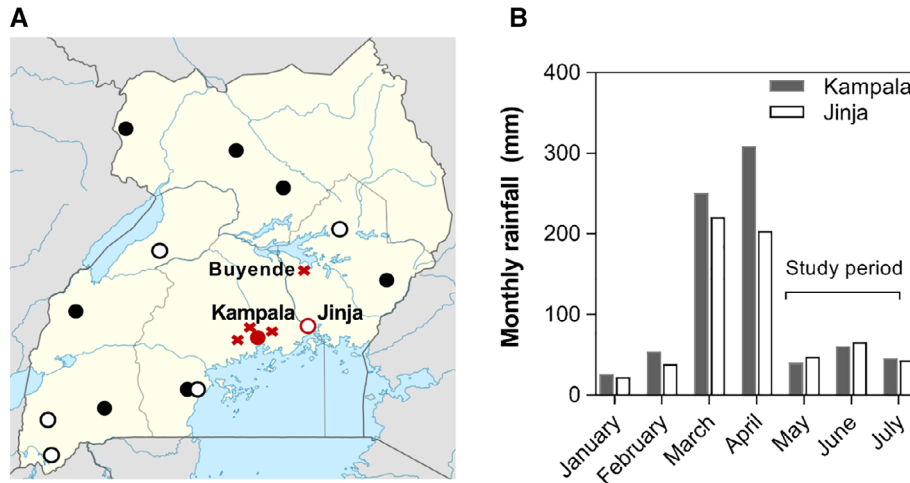 A
Buyende
Kampala
Jinja
B
Monthly rainfall (mm)
400
300
200
100
0
Kampala
Jinja
Study period
January
February
March
April
May
June
July